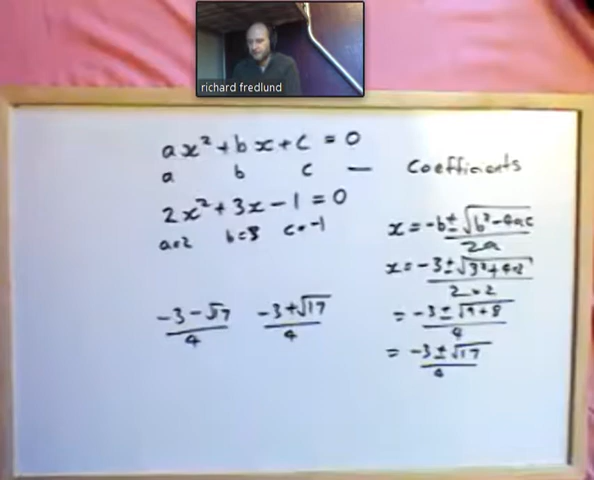 richard fredlund
ax² + bx + c = 0
a b c — Coefficients
2x² + 3x - 1 = 0
a=2 b=3 c=-1
x = -b ± √(b² - 4ac) / 2a
x = -3 ± √(3² + 4×2) / 2×2
= -3 ± √(9 + 8) / 4
= -3 ± √17 / 4
-3 - √17 / 4 -3 + √17 / 4